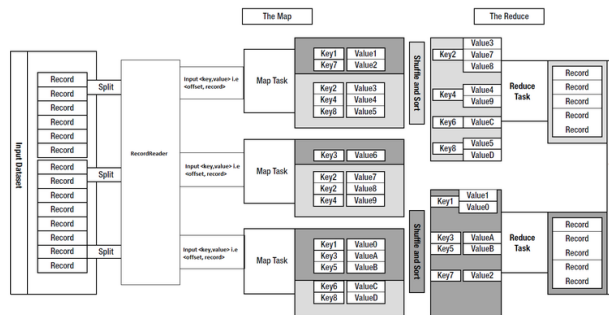 The Map
The Reduce
Input Dataset
Record
Record
Record
Record
Record
Record
Record
Record
Record
Record
Record
Record
Record
Record
Split
Split
Split
RecordReader
Input <key,value> i.e
<offset, record>
Input <key,value> i.e
<offset, record>
Input <key,value> i.e
<offset, record>
Map Task
Map Task
Map Task
Key1 Value1
Key7 Value2
Key2 Value3
Key4 Value4
Key8 Value5
Key3 Value6
Key2 Value7
Key2 Value8
Key4 Value9
Key1 Value0
Key3 ValueA
Key5 ValueB
Key6 ValueC
Key8 ValueD
Shuffle and Sort
Shuffle and Sort
Value3
Key2 Value7
Value8
Key4 Value4
Value9
Key6 ValueC
Key8 Value5
ValueD
Value1
Key1
Value0
Key3 ValueA
Key5 ValueB
Key7 Value2
Reduce
Task
Reduce
Task
Record
Record
Record
Record
Record
Record
Record
Record
Record
Record